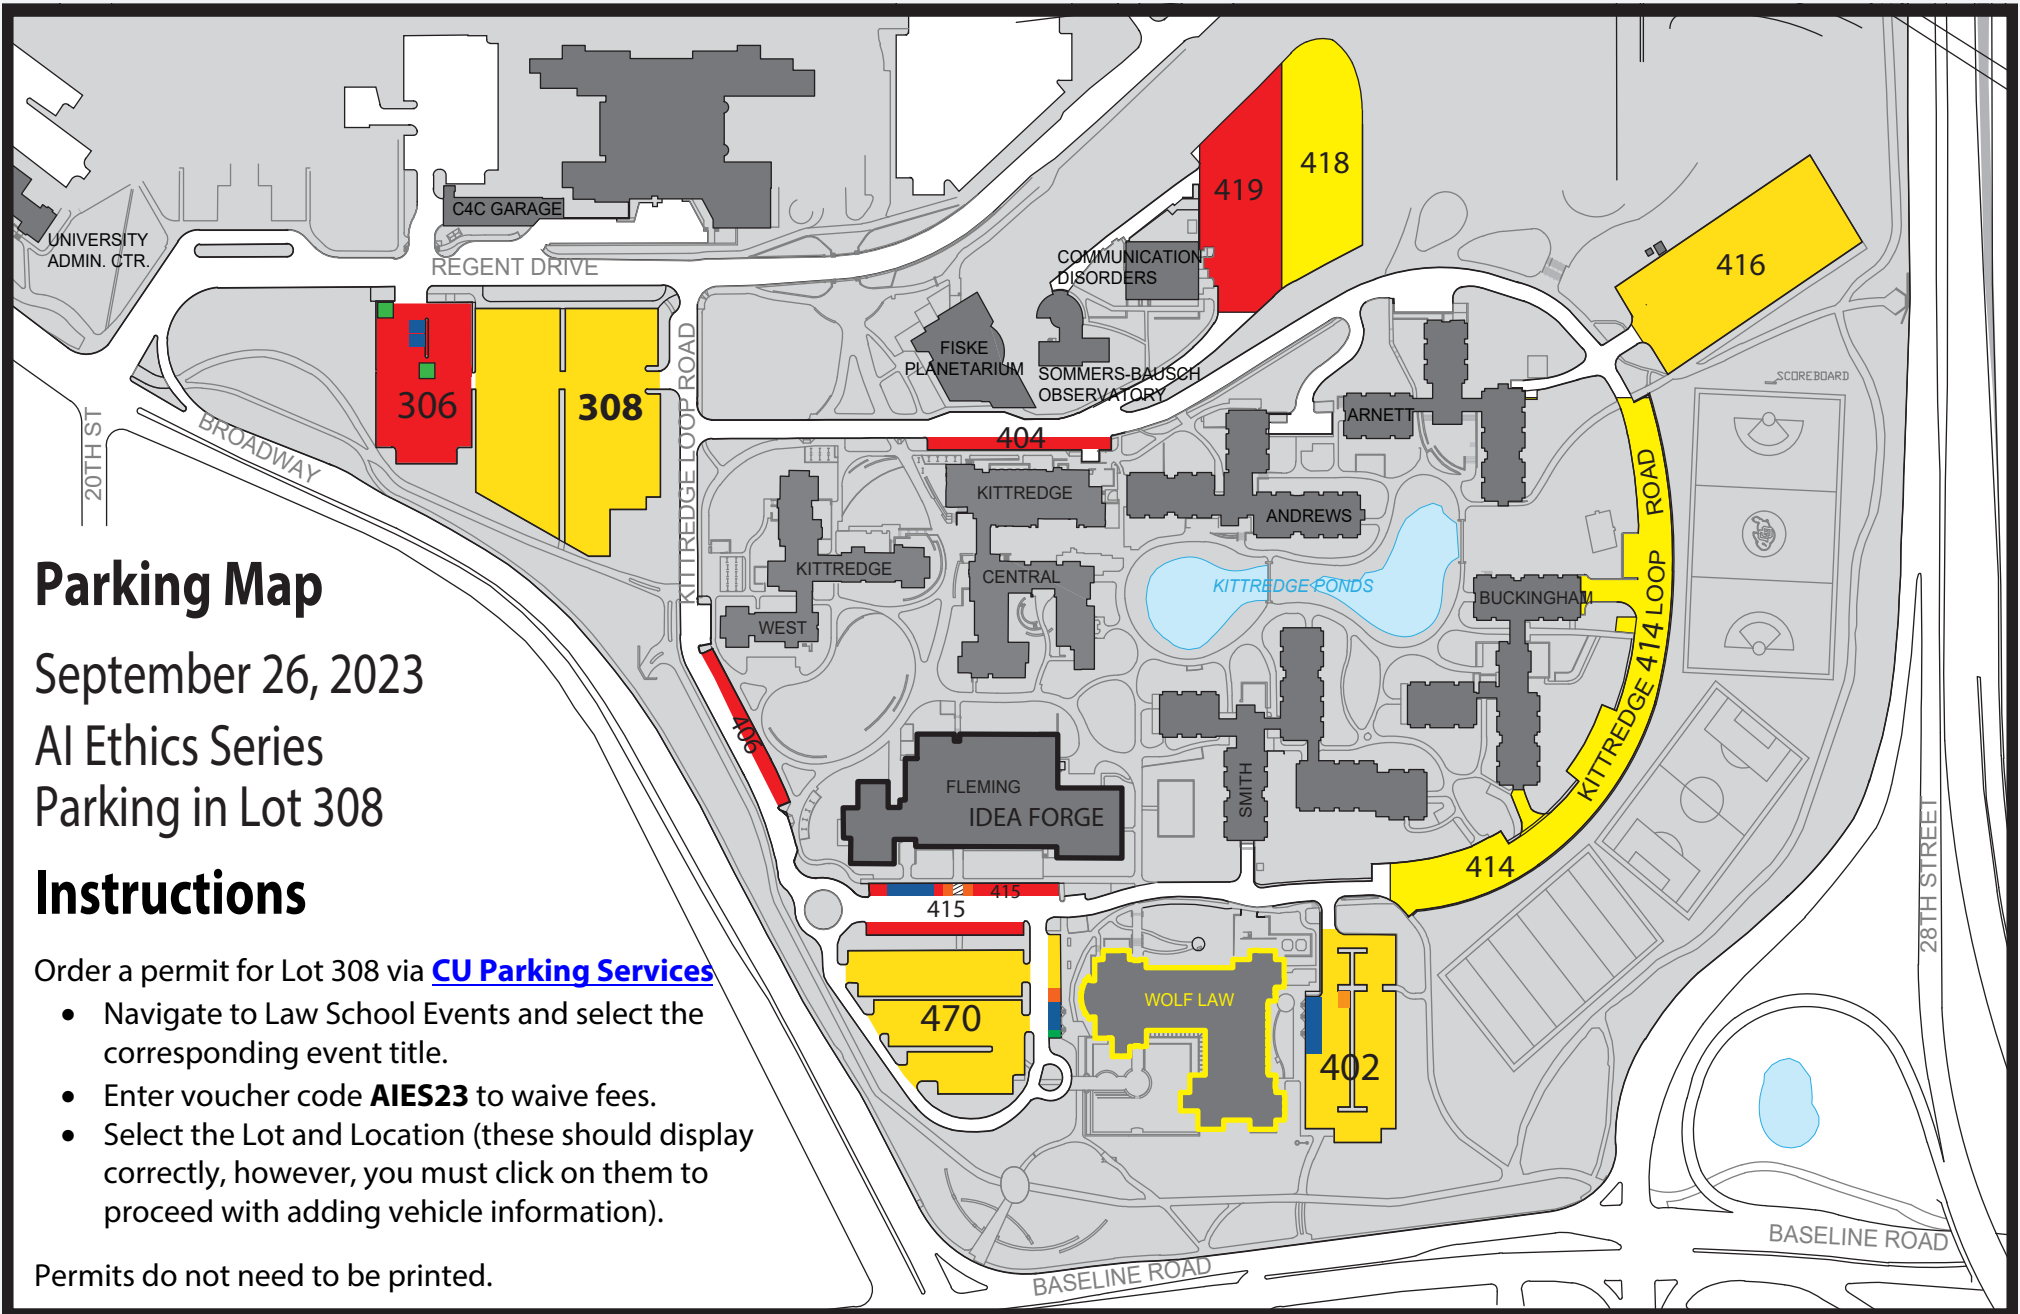 C4C GARAGE
UNIVERSITY
ADMIN. CTR.
REGENT DRIVE
419
418
416
COMMUNICATION
DISORDERS
FISKE
PLANETARIUM
SOMMERS-BAUSCH
OBSERVATORY
SCOREBOARD
306
308
KITTREDGE LOOP ROAD
20TH ST
BROADWAY
404
ARNETT
KITTREDGE
ANDREWS
KITTREDGE
CENTRAL
KITTREDGE PONDS
BUCKINGHAM
WEST
KITTREDGE 414 LOOP ROAD
406
Parking Map
September 26, 2023
AI Ethics Series
Parking in Lot 308
FLEMING
IDEA FORGE
SMITH
414
28TH STREET
415
415
Instructions
Order a permit for Lot 308 via CU Parking Services
• Navigate to Law School Events and select the
corresponding event title.
• Enter voucher code AIES23 to waive fees.
• Select the Lot and Location (these should display
correctly, however, you must click on them to
proceed with adding vehicle information).
Permits do not need to be printed.
470
WOLF LAW
402
BASELINE ROAD
BASELINE ROAD